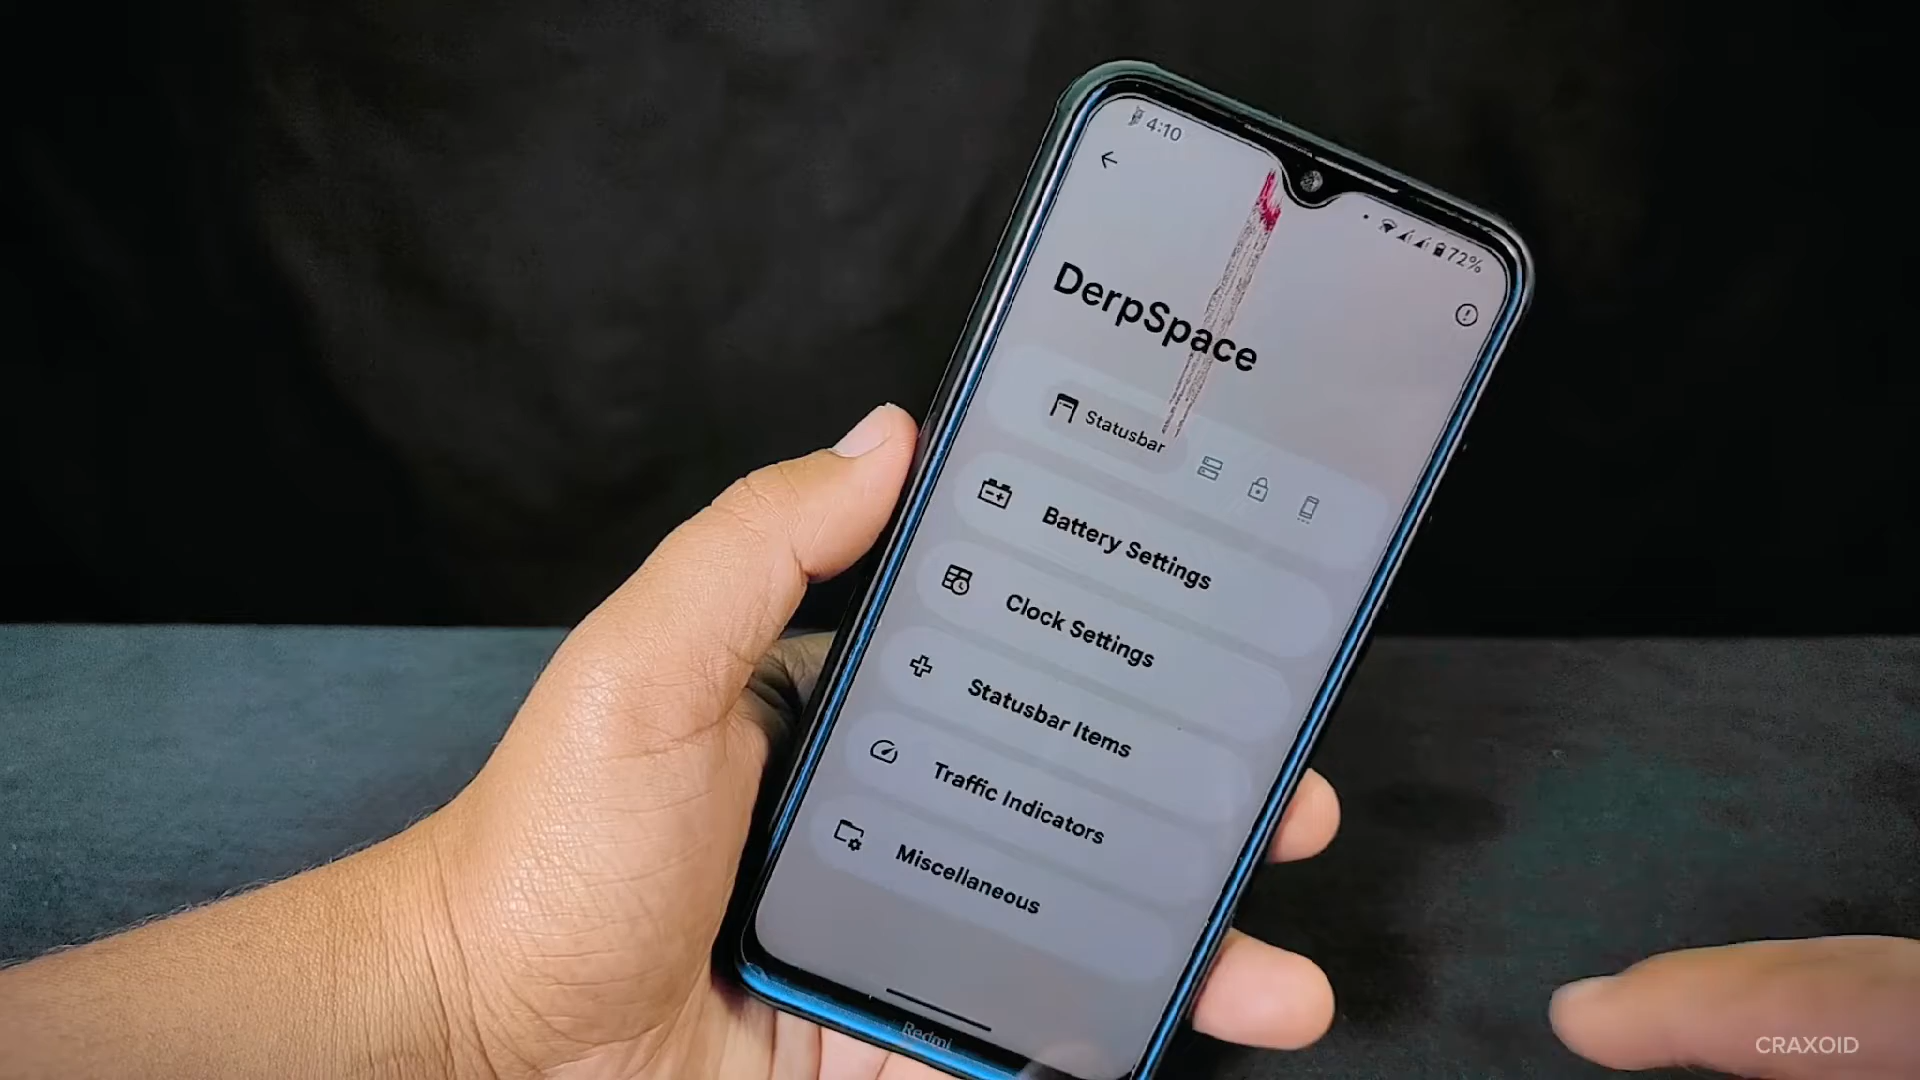 4:10
72%
DerpSpace
Statusbar
Battery Settings
Clock Settings
Statusbar Items
Traffic Indicators
Miscellaneous
Redmi
CRAXOID